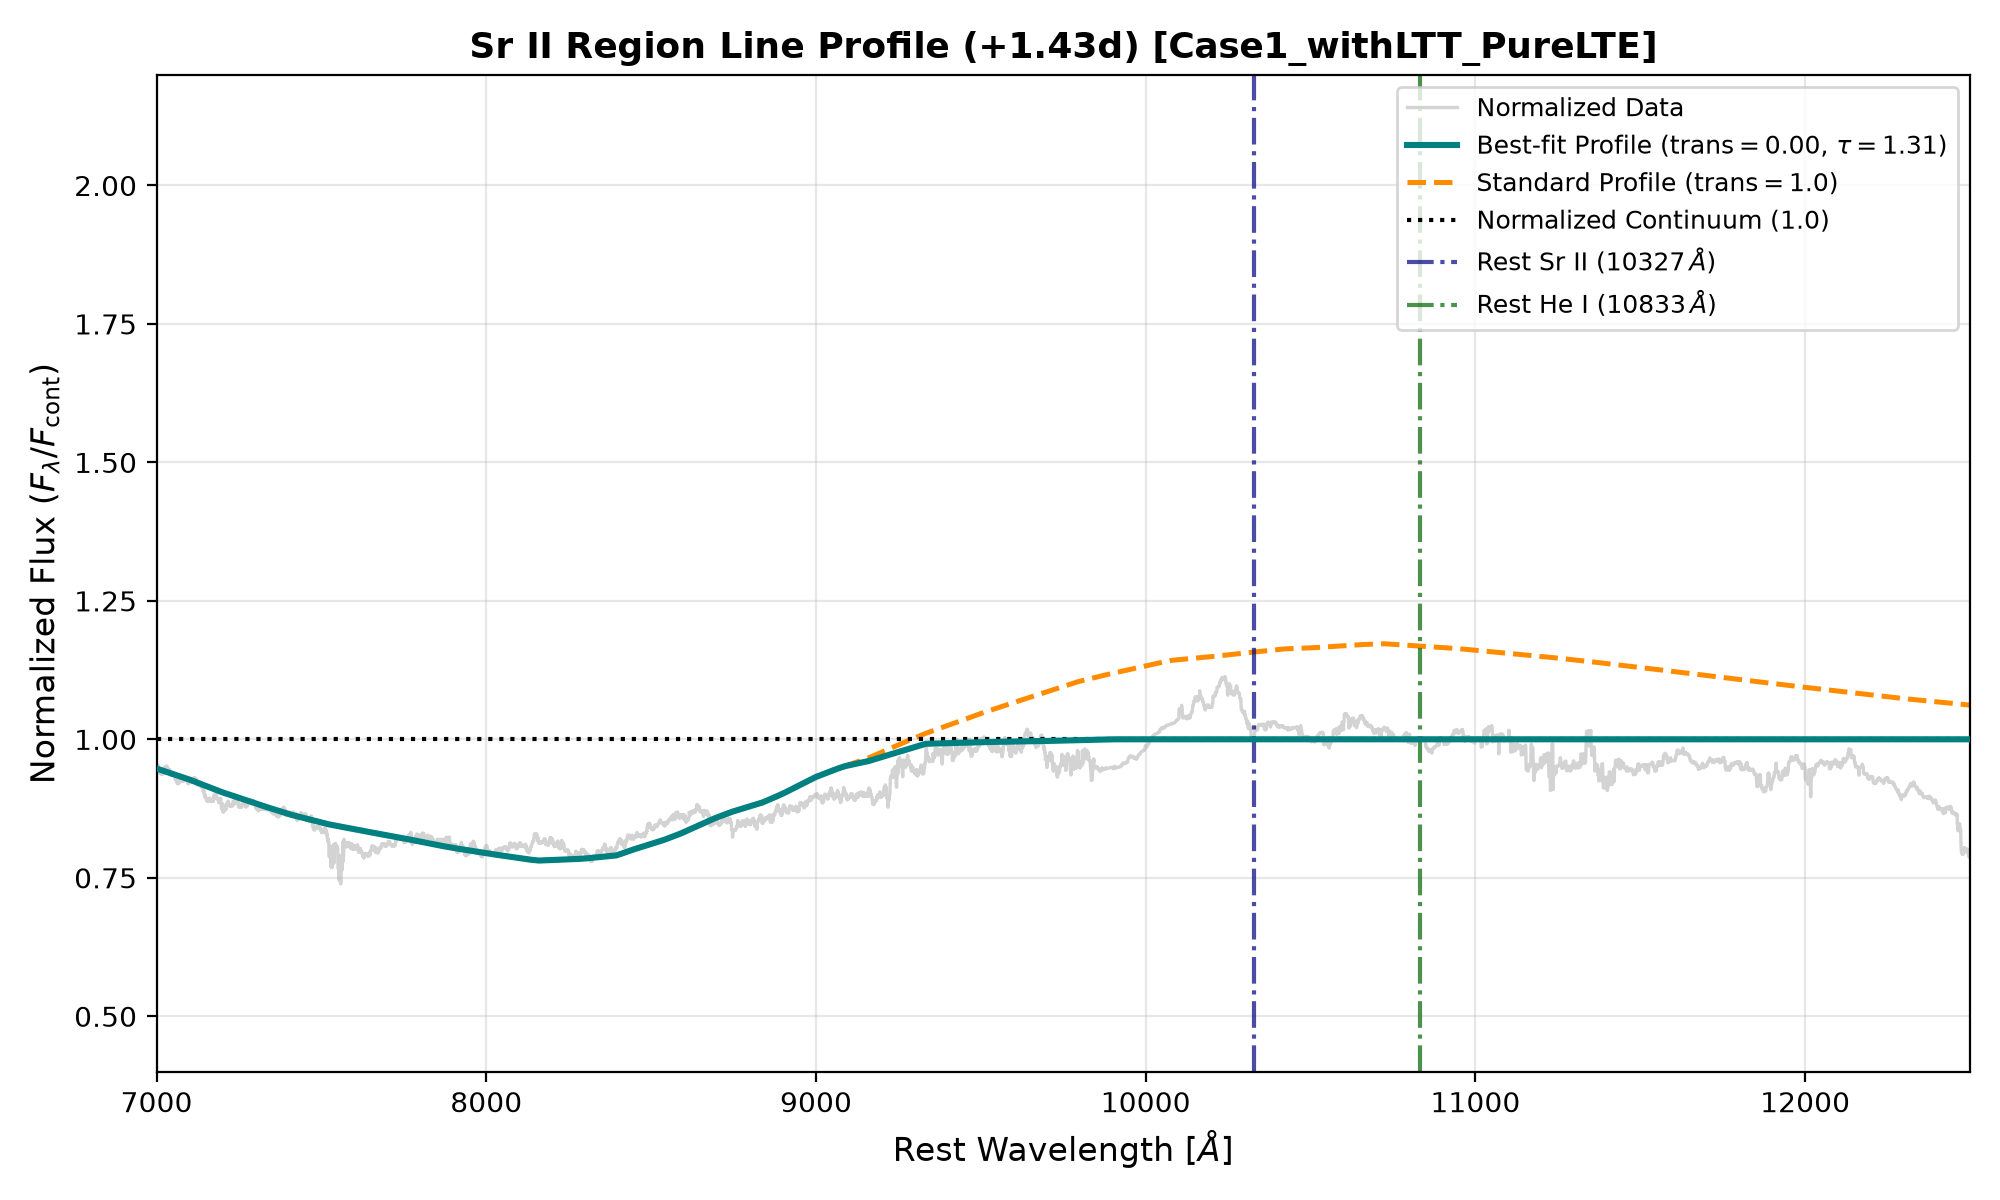 Sr II Region Line Profile (+1.43d) [Case1_withLTT_PureLTE]
Normalized Data
Best-fit Profile (trans = 0.00, τ = 1.31)
Standard Profile (trans = 1.0)
Normalized Continuum (1.0)
Rest Sr II (10327 Å)
Rest He I (10833 Å)
Normalized Flux (Fλ/Fcont)
2.00
1.75
1.50
1.25
1.00
0.75
0.50
7000
8000
9000
10000
11000
12000
Rest Wavelength [Å]